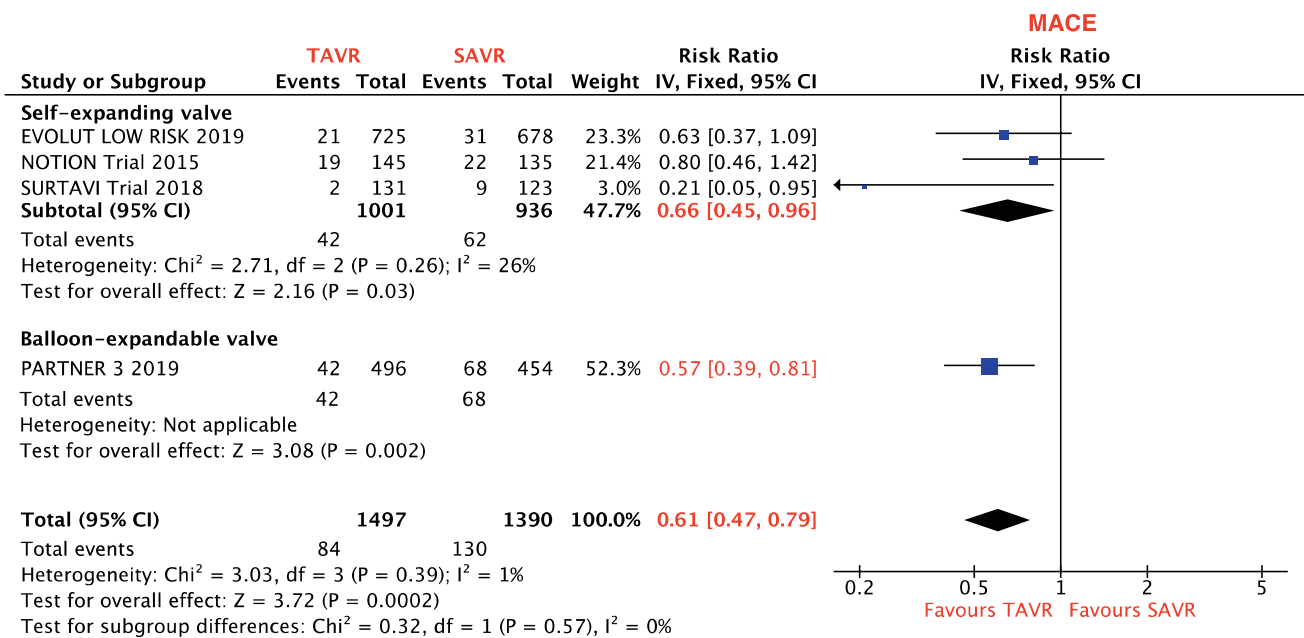 MACE
TAVR SAVR Risk Ratio Risk Ratio
Study or Subgroup Events Total Events Total Weight IV, Fixed, 95% CI IV, Fixed, 95% CI
Self-expanding valve
EVOLUT LOW RISK 2019 21 725 31 678 23.3% 0.63 [0.37, 1.09]
NOTION Trial 2015 19 145 22 135 21.4% 0.80 [0.46, 1.42]
SURTAVI Trial 2018 2 131 9 123 3.0% 0.21 [0.05, 0.95]
Subtotal (95% CI) 1001 936 47.7% 0.66 [0.45, 0.96]
Total events 42 62
Heterogeneity: Chi² = 2.71, df = 2 (P = 0.26); I² = 26%
Test for overall effect: Z = 2.16 (P = 0.03)
Balloon-expandable valve
PARTNER 3 2019 42 496 68 454 52.3% 0.57 [0.39, 0.81]
Total events 42 68
Heterogeneity: Not applicable
Test for overall effect: Z = 3.08 (P = 0.002)
Total (95% CI) 1497 1390 100.0% 0.61 [0.47, 0.79]
Total events 84 130
Heterogeneity: Chi² = 3.03, df = 3 (P = 0.39); I² = 1%
Test for overall effect: Z = 3.72 (P = 0.0002)
Test for subgroup differences: Chi² = 0.32, df = 1 (P = 0.57), I² = 0%
0.2 0.5 1 2 5
Favours TAVR Favours SAVR